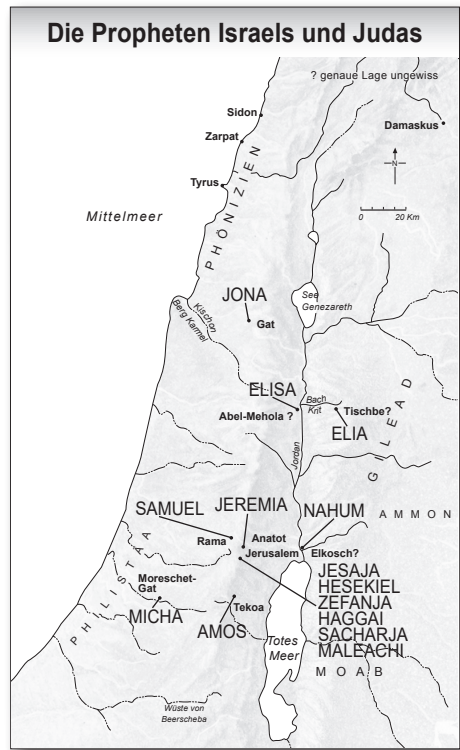 Die Propheten Israels und Judas
? genaue Lage ungewiss
Sidon
Damaskus
Zarpat
N
Tyrus
0 20 Km
Mittelmeer
PHÖNIZIEN
JONA
See
Genezareth
Gat
Kischon
Berg Karmel
ELISA
Bach
Krit
Abel-Mehola ?
Tischbe?
ELIA
GILEAD
Jordan
SAMUEL
JEREMIA
NAHUM
AMMON
Rama
Anatot
Jerusalem
Elkosch?
JESAJA
HESEKIEL
ZEFANJA
HAGGAI
SACHARJA
MALEACHI
Moreschet-
Gat
MICHA
PHILISTÄA
Tekoa
AMOS
Totes
Meer
MOAB
Wüste von
Beerscheba